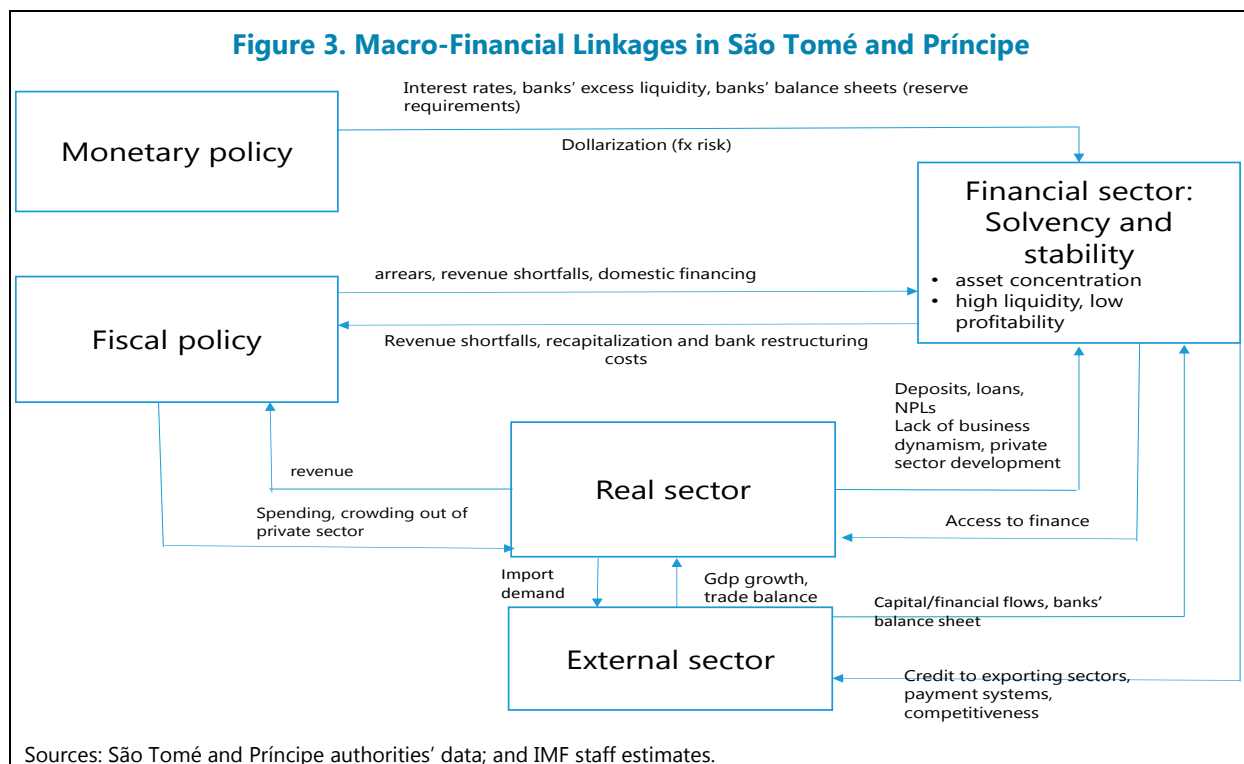 Figure 3. Macro-Financial Linkages in São Tomé and Príncipe
Interest rates, banks' excess liquidity, banks' balance sheets (reserve
requirements)
Monetary policy
Dollarization (fx risk)
Financial sector:
Solvency and
stability
• asset concentration
• high liquidity, low
profitability
arrears, revenue shortfalls, domestic financing
Fiscal policy
Revenue shortfalls, recapitalization and bank restructuring
costs
Deposits, loans,
NPLs
Lack of business
dynamism, private
sector development
revenue
Real sector
Spending, crowding out of
private sector
Access to finance
Import
demand
Gdp growth,
trade balance
Capital/financial flows, banks'
balance sheet
External sector
Credit to exporting sectors,
payment systems,
competitiveness
Sources: São Tomé and Príncipe authorities' data; and IMF staff estimates.